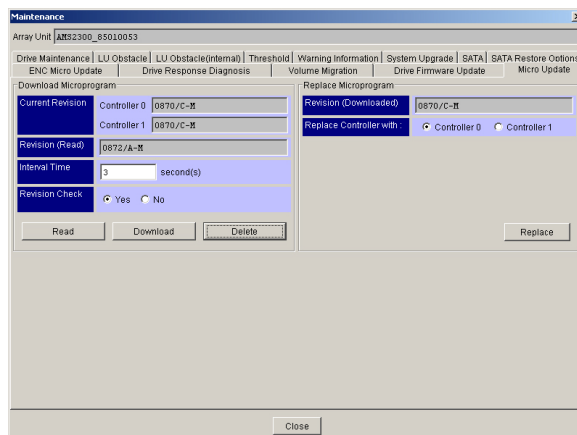 Maintenance
Array Unit AMS2300_85010053
Drive Maintenance LU Obstacle LU Obstacle(internal) Threshold Warning Information System Upgrade SATA SATA Restore Options
ENC Micro Update Drive Response Diagnosis Volume Migration Drive Firmware Update Micro Update
Download Microprogram
Current Revision Controller 0 0870/C-M
Controller 1 0870/C-M
Revision (Read) 0872/A-M
Interval Time 3 second(s)
Revision Check Yes No
Read Download Delete
Replace Microprogram
Revision (Downloaded) 0870/C-M
Replace Controller with : Controller 0 Controller 1
Replace
Close